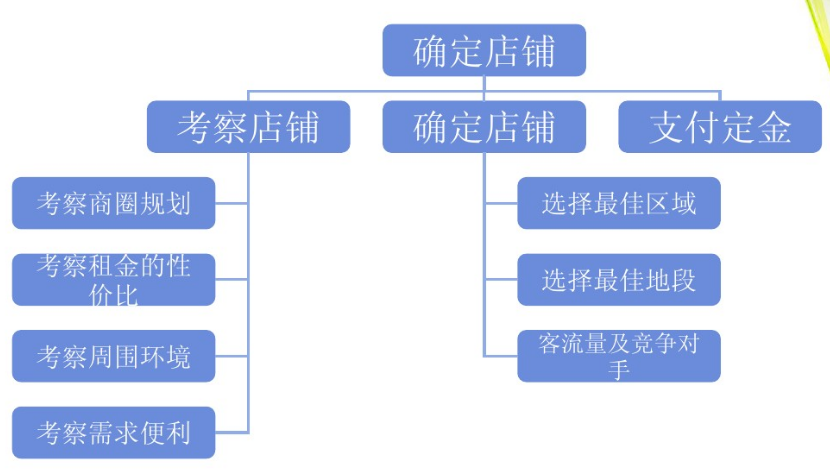 确定店铺
考察店铺
确定店铺
支付定金
考察商圈规划
考察租金的性
价比
考察周围环境
考察需求便利
选择最佳区域
选择最佳地段
客流量及竞争对
手